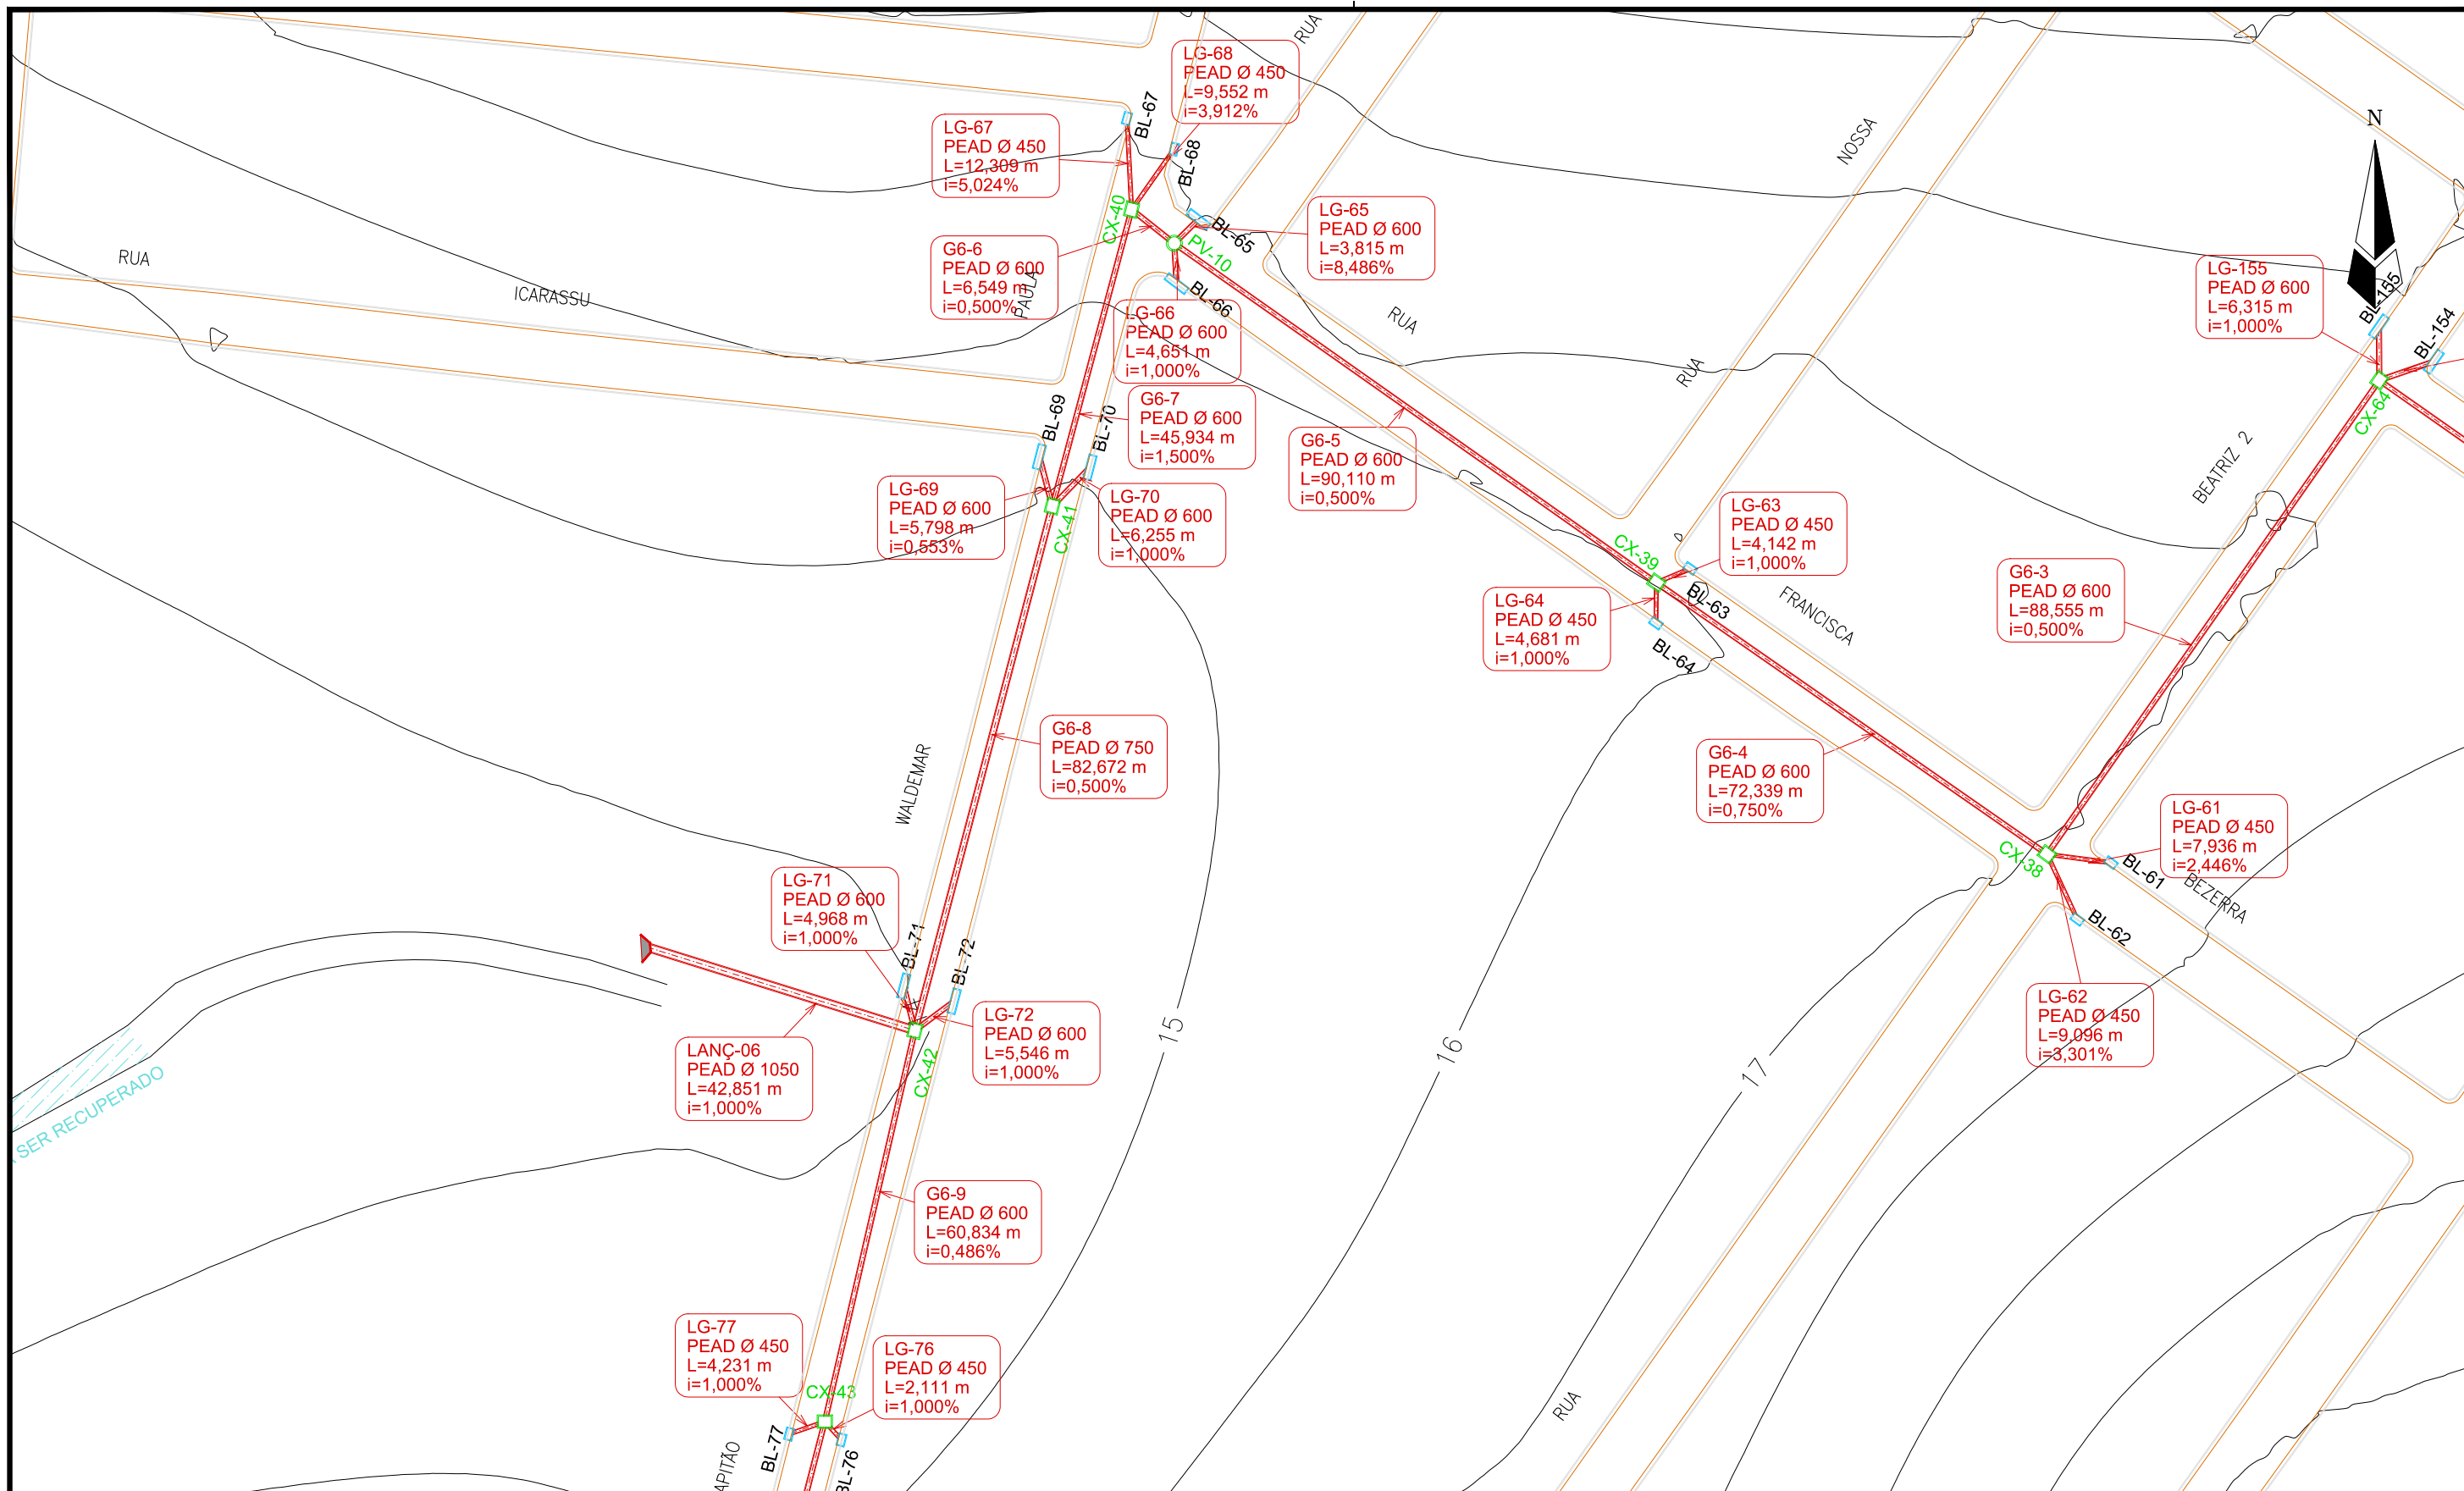 RUA
LG-68
PEAD Ø 450
L=9,552 m
i=3,912%
BL-67
BL-68
LG-67
PEAD Ø 450
L=12,309 m
i=5,024%
NOSSA
N
CX-40
LG-65
PEAD Ø 600
L=3,815 m
i=8,486%
BL-65
PV-10
G6-6
PEAD Ø 600
L=6,549 m
i=0,500%
RUA
ICARASSU
PAULA
BL-66
LG-66
PEAD Ø 600
L=4,651 m
i=1,000%
RUA
RUA
LG-155
PEAD Ø 600
L=6,315 m
i=1,000%
BL-155
BL-154
CX-64
G6-7
PEAD Ø 600
L=45,934 m
i=1,500%
BL-69
BL-70
G6-5
PEAD Ø 600
L=90,110 m
i=0,500%
BEATRIZ 2
LG-69
PEAD Ø 600
L=5,798 m
i=0,553%
LG-70
PEAD Ø 600
L=6,255 m
i=1,000%
CX-41
LG-63
PEAD Ø 450
L=4,142 m
i=1,000%
CX-39
BL-63
FRANCISCA
LG-64
PEAD Ø 450
L=4,681 m
i=1,000%
BL-64
G6-3
PEAD Ø 600
L=88,555 m
i=0,500%
G6-8
PEAD Ø 750
L=82,672 m
i=0,500%
WALDEMAR
G6-4
PEAD Ø 600
L=72,339 m
i=0,750%
LG-61
PEAD Ø 450
L=7,936 m
i=2,446%
CX-38
BL-61
BEZERRA
BL-62
LG-71
PEAD Ø 600
L=4,968 m
i=1,000%
BL-71
BL-72
LG-62
PEAD Ø 450
L=9,096 m
i=3,301%
LG-72
PEAD Ø 600
L=5,546 m
i=1,000%
15
16
17
LANÇ-06
PEAD Ø 1050
L=42,851 m
i=1,000%
CX-42
SER RECUPERADO
G6-9
PEAD Ø 600
L=60,834 m
i=0,486%
LG-77
PEAD Ø 450
L=4,231 m
i=1,000%
LG-76
PEAD Ø 450
L=2,111 m
i=1,000%
CX-43
RUA
BL-77
BL-76
APITÃO